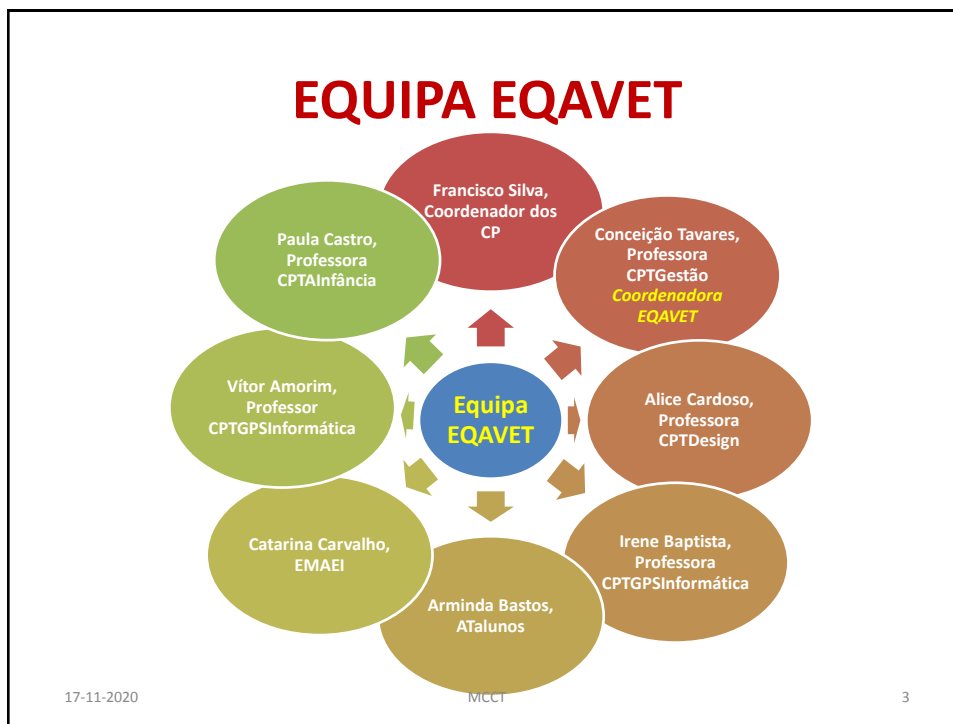 EQUIPA EQAVET
Francisco Silva,
Coordenador dos
CP
Conceição Tavares,
Professora
CPTGestão
Coordenadora
EQAVET
Alice Cardoso,
Professora
CPTDesign
Irene Baptista,
Professora
CPTGPSInformática
Arminda Bastos,
ATalunos
Catarina Carvalho,
EMAEI
Vítor Amorim,
Professor
CPTGPSInformática
Paula Castro,
Professora
CPTAInfância
Equipa
EQAVET
17-11-2020
MCCT
3